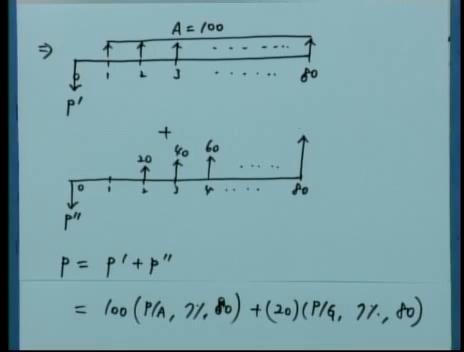 A = 100
⇒
0 1 2 3 . . . . . . 80
P'
+
20 40 60 . . . . .
0 1 2 3 4 . . . . . 80
P"
P = P' + P"
= 100 (P/A, 7%, 80) + (20) (P/G, 7%, 80)